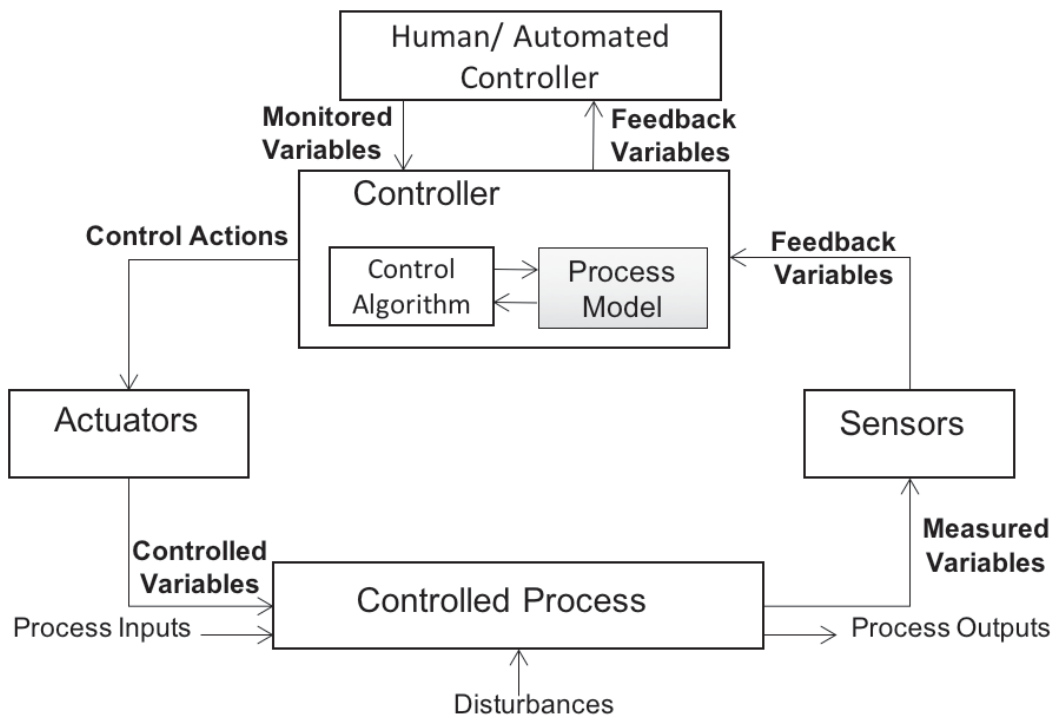 Human/ Automated
Controller
Monitored
Variables
Feedback
Variables
Controller
Control Actions
Control
Algorithm
Process
Model
Feedback
Variables
Actuators
Sensors
Controlled
Variables
Measured
Variables
Controlled Process
Process Inputs
Process Outputs
Disturbances